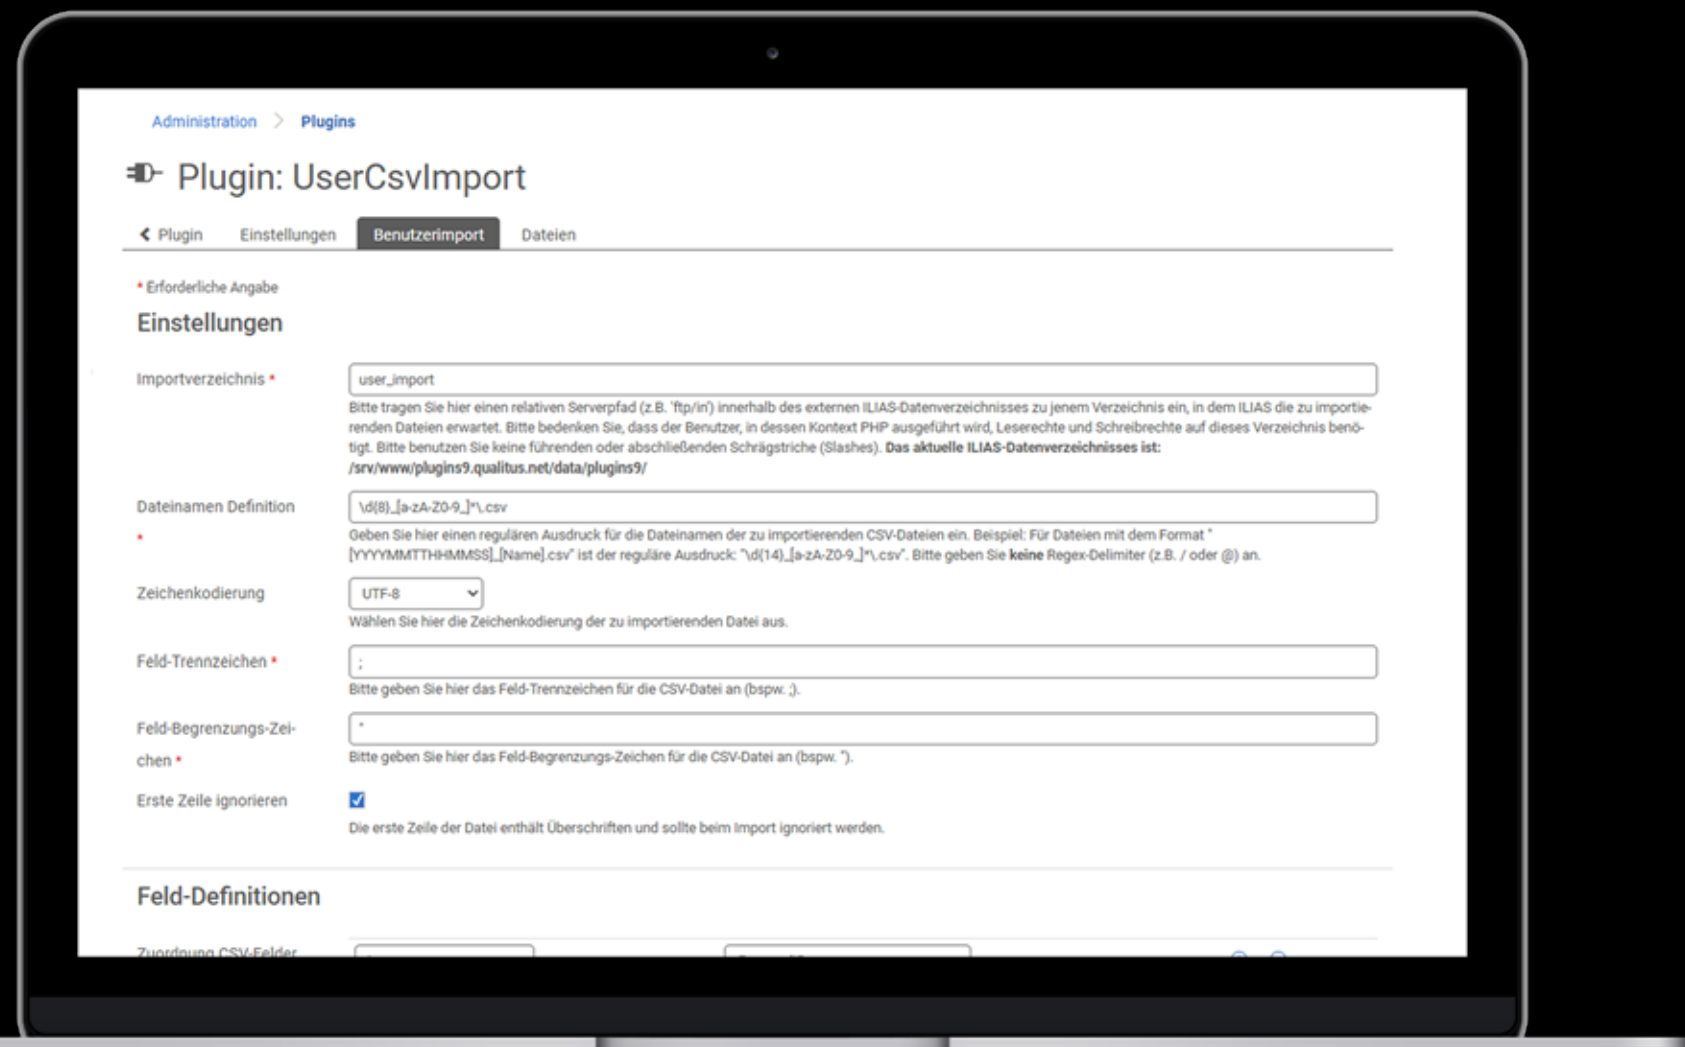 Administration > Plugins
Plugin: UserCsvImport
Plugin Einstellungen Benutzerimport Dateien
* Erforderliche Angabe
Einstellungen
Importverzeichnis *
user_import
Bitte tragen Sie hier einen relativen Serverpfad (z.B. 'ftp/in') innerhalb des externen ILIAS-Datenverzeichnisses zu jenem Verzeichnis ein, in dem ILIAS die zu importie-
renden Dateien erwartet. Bitte bedenken Sie, dass der Benutzer, in dessen Kontext PHP ausgeführt wird, Leserechte und Schreibrechte auf dieses Verzeichnis benö-
tigt. Bitte benutzen Sie keine führenden oder abschließenden Schrägstriche (Slashes). Das aktuelle ILIAS-Datenverzeichnisses ist:
/srv/www/plugins9.qualitus.net/data/plugins9/
Dateinamen Definition
*
\d{8}_[a-zA-Z0-9_]*\.csv
Geben Sie hier einen regulären Ausdruck für die Dateinamen der zu importierenden CSV-Dateien ein. Beispiel: Für Dateien mit dem Format "
[YYYYMMTTHHMMSS]_[Name].csv" ist der reguläre Ausdruck: "\d{14}_[a-zA-Z0-9_]*\.csv". Bitte geben Sie keine Regex-Delimiter (z.B. / oder @) an.
Zeichenkodierung
UTF-8
Wählen Sie hier die Zeichenkodierung der zu importierenden Datei aus.
Feld-Trennzeichen *
;
Bitte geben Sie hier das Feld-Trennzeichen für die CSV-Datei an (bspw. ;).
Feld-Begrenzungs-Zei-
chen *
"
Bitte geben Sie hier das Feld-Begrenzungs-Zeichen für die CSV-Datei an (bspw. ").
Erste Zeile ignorieren
Die erste Zeile der Datei enthält Überschriften und sollte beim Import ignoriert werden.
Feld-Definitionen
Zuordnung CSV-Felder